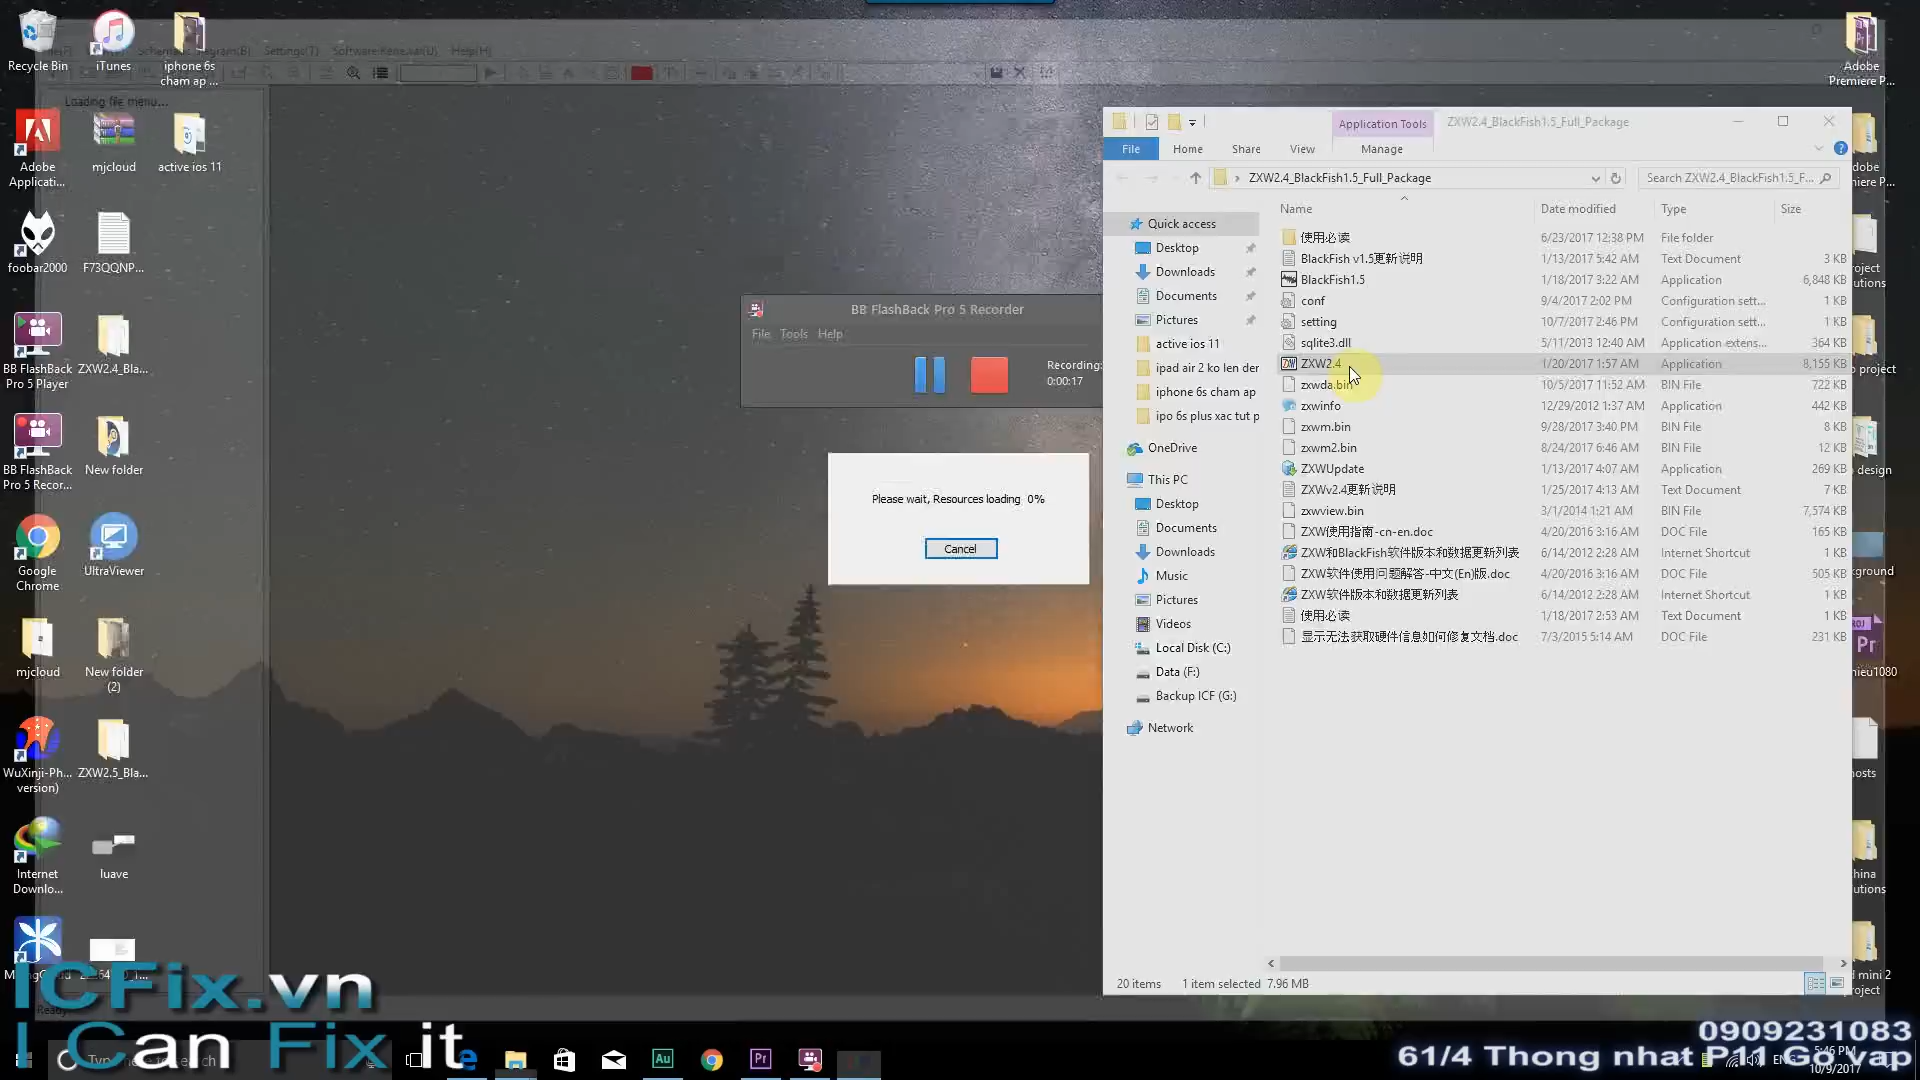 Schematic diagram(B) Settings(T) Software Renewal(U) Help(H)
Loading file menu...
Recycle Bin
iTunes
iphone 6s
cham ap ...
Adobe
Applicati...
mjcloud
active ios 11
foobar2000
F73QQNP...
BB FlashBack
Pro 5 Player
ZXW2.4_Bla...
BB FlashBack
Pro 5 Recor...
New folder
Google
Chrome
UltraViewer
mjcloud
New folder
(2)
WuXinji-Ph...
version)
ZXW2.5_Bla...
Internet
Downlo...
luave
Ready
BB FlashBack Pro 5 Recorder
File Tools Help
Recording:
0:00:17
Please wait, Resources loading 0%
Cancel
Application Tools
ZXW2.4_BlackFish1.5_Full_Package
File Home Share View Manage
ZXW2.4_BlackFish1.5_Full_Package
Search ZXW2.4_BlackFish1.5_F...
Name Date modified Type Size
Quick access
Desktop
Downloads
Documents
Pictures
active ios 11
ipad air 2 ko len der
iphone 6s cham ap
ipo 6s plus xac tut p
OneDrive
This PC
Desktop
Documents
Downloads
Music
Pictures
Videos
Local Disk (C:)
Data (F:)
Backup ICF (G:)
Network
使用必读 6/23/2017 12:38 PM File folder
BlackFish v1.5更新说明 1/13/2017 5:42 AM Text Document 3 KB
BlackFish1.5 1/18/2017 3:22 AM Application 6,848 KB
conf 9/4/2017 2:02 PM Configuration sett... 1 KB
setting 10/7/2017 2:46 PM Configuration sett... 1 KB
sqlite3.dll 5/11/2013 12:40 AM Application extens... 364 KB
ZXW2.4 1/20/2017 1:57 AM Application 8,155 KB
zxwda.bin 10/5/2017 11:52 AM BIN File 722 KB
zxwinfo 12/29/2012 1:37 AM Application 442 KB
zxwm.bin 9/28/2017 3:40 PM BIN File 8 KB
zxwm2.bin 8/24/2017 6:46 AM BIN File 12 KB
ZXWUpdate 1/13/2017 4:07 AM Application 269 KB
ZXWv2.4更新说明 1/25/2017 4:13 AM Text Document 7 KB
zxwview.bin 3/1/2014 1:21 AM BIN File 7,574 KB
ZXW使用指南-cn-en.doc 4/20/2016 3:16 AM DOC File 165 KB
ZXW和BlackFish软件版本和数据更新列表 6/14/2012 2:28 AM Internet Shortcut 1 KB
ZXW软件使用问题解答-中文(En)版.doc 4/20/2016 3:16 AM DOC File 505 KB
ZXW软件版本和数据更新列表 6/14/2012 2:28 AM Internet Shortcut 1 KB
使用必读 1/18/2017 2:53 AM Text Document 1 KB
显示无法获取硬件信息如何修复文档.doc 7/3/2015 5:14 AM DOC File 231 KB
20 items 1 item selected 7.96 MB
Adobe
Premiere P...
ICFix.vn
I Can Fix it
0909231083
61/4 Thong nhat P11 Go vap
5:46 PM
10/9/2017